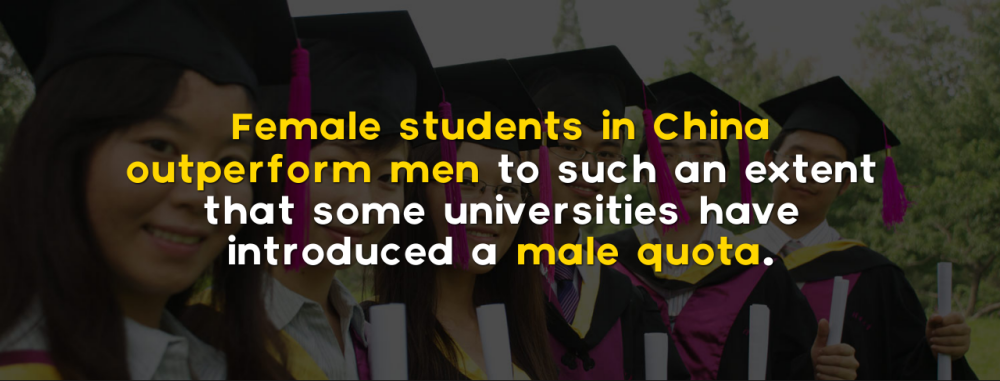 Female students in China
outperform men to such an extent
that some universities have
introduced a male quota.